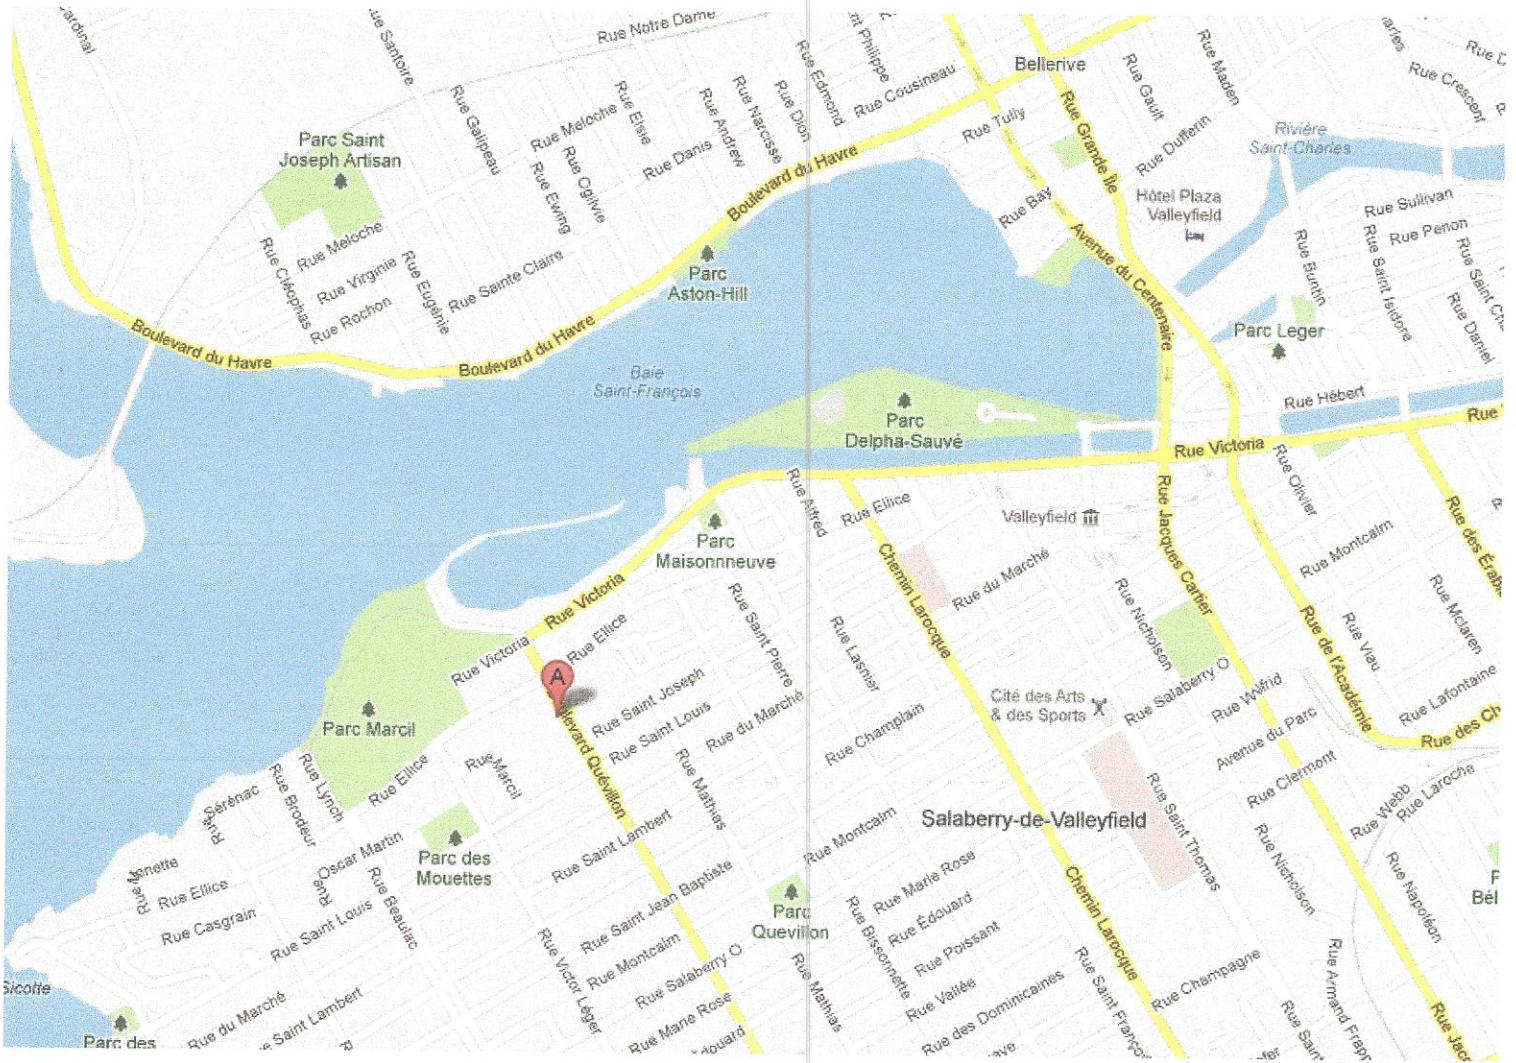 Rue Santoire
Rue Notre Dame
Rue Galipeau
Rue Meloche
Rue Elsie
Rue Andrew
Rue Narcisse
Rue Dion
Rue Edmond
Rue Cousineau
Bellerive
Rue Gault
Rue Maden
Rue Crescent
Rue Tully
Rue Grande Île
Rue Dufferin
Rivière
Saint-Charles
Parc Saint
Joseph Artisan
Rue Danis
Rue Ogilvie
Rue Ewing
Boulevard du Havre
Rue Bay
Hôtel Plaza
Valleyfield
Rue Sullivan
Rue Perron
Rue Meloche
Rue Cléophas
Rue Virginie
Rue Rochon
Rue Eugénie
Rue Sainte Claire
Parc
Aston-Hill
Avenue du Centenaire
Rue Buntin
Rue Saint Isidore
Rue Daniel
Parc Leger
Boulevard du Havre
Boulevard du Havre
Baie
Saint-François
Parc
Delpha-Sauvé
Rue Hébert
Rue
Rue Victoria
Rue Alfred
Rue Ellice
Valleyfield
Rue Olivier
Rue Jacques Cartier
Rue Montcalm
Parc
Maisonnneuve
Chemin Larocque
Rue du Marché
Rue Victoria
Rue Ellice
Rue Saint Pierre
Rue Lasnier
Rue Nicholson
Rue de l'Académie
Rue Viau
Rue Mclaren
Rue Victoria
A
Rue Saint Joseph
Rue Saint Louis
Rue du Marché
Rue Champlain
Cité des Arts
& des Sports
Rue Salaberry O
Rue Wilfrid
Avenue du Parc
Rue Lafontaine
Rue des Ch
Parc Marcil
Rue Lynch
Rue Brodeur
Rue Ellice
Rue Marcil
levard Quévillon
Rue Mathias
Rue Clermont
Rue Webb
Rue Laroche
Rue Sérénac
Salaberry-de-Valleyfield
Rue Saint Thomas
Rue Oscar Martin
Parc des
Mouettes
Rue Saint Lambert
Rue Montcalm
Rue Marie Rose
Rue Nicholson
Rue Napoléon
Rue Ellice
Rue Casgrain
Rue Saint Louis
Rue Beaulac
Rue Saint Jean Baptiste
Parc
Quevillon
Rue Édouard
Rue Poissant
Rue Bissonnette
Chemin Larocque
Rue Victor Léger
Rue Montcalm
Rue Salaberry O
Rue Marie Rose
Rue Mathias
Rue Vallée
Rue des Dominicaines
Rue Champagne
Rue du Marché
Saint Lambert
Parc des